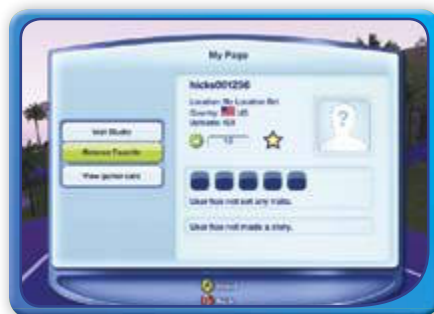 My Page
hicks001256
Location: No Location Set
Country: US
Visit Studio
Remove Favorite
View gamer card
User has not set any traits.
User has not made a story.